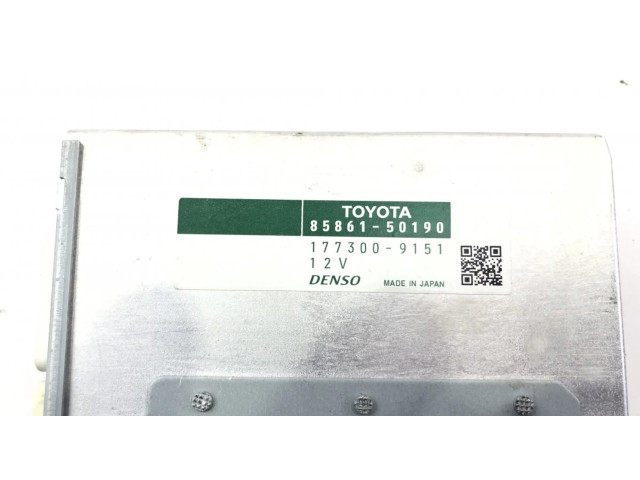 TOYOTA
85861-50190
177300-9151
12V
DENSO MADE IN JAPAN